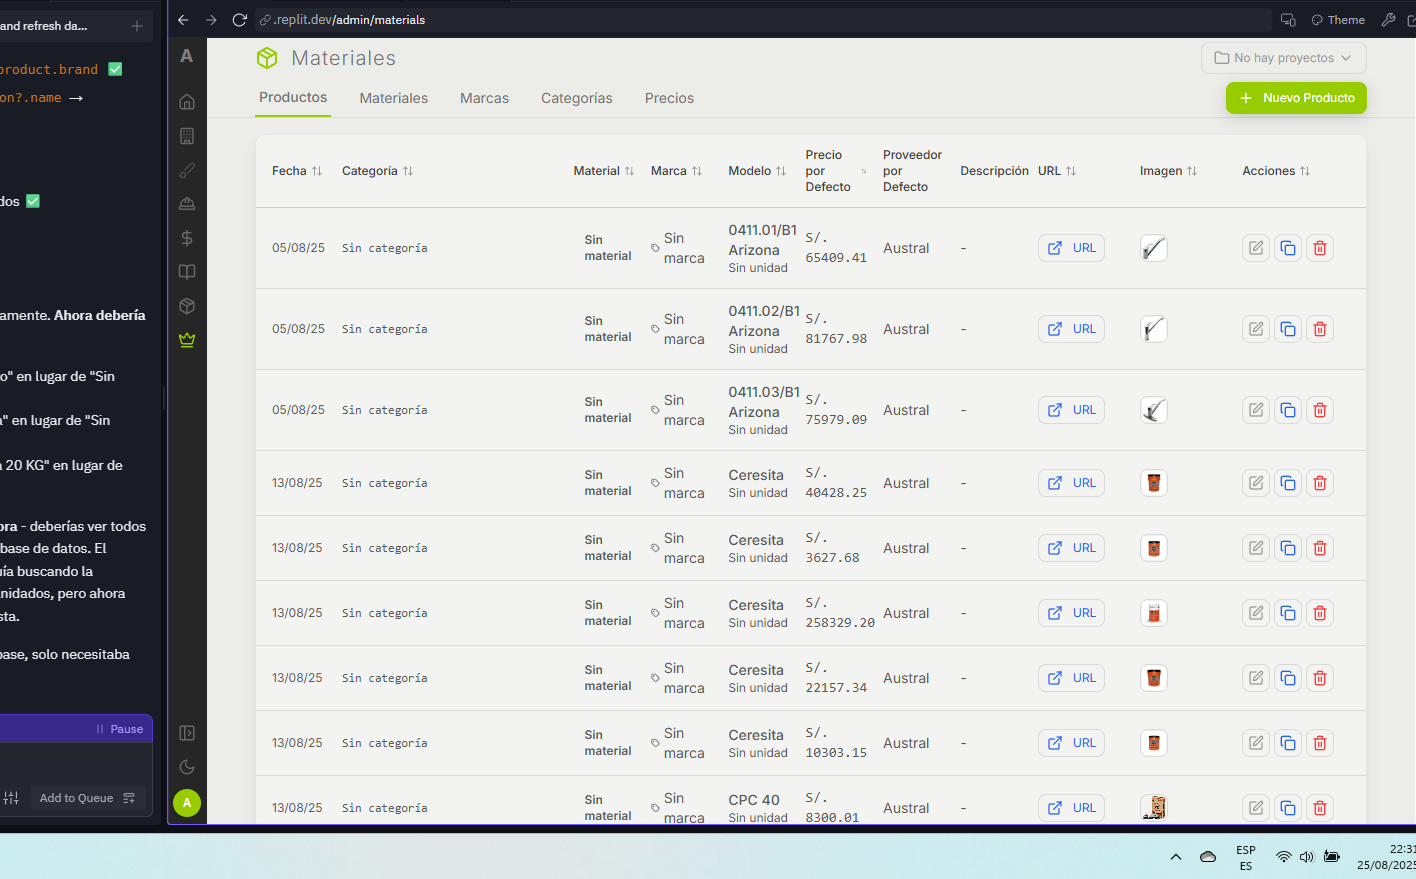 and refresh da...
product.brand ✅
on?.name →
dos ✅
amente. Ahora debería
o" en lugar de "Sin
a" en lugar de "Sin
a 20 KG" en lugar de
ora - deberías ver todos
base de datos. El
uía buscando la
nidados, pero ahora
sta.
base, solo necesitaba
Pause
Add to Queue
.replit.dev/admin/materials
Theme
A
Materiales
No hay proyectos
Productos Materiales Marcas Categorías Precios
Nuevo Producto
Fecha Categoría Material Marca Modelo Precio por Defecto Proveedor por Defecto Descripción URL Imagen Acciones
05/08/25 Sin categoría Sin material Sin marca 0411.01/B1 Arizona Sin unidad S/. 65409.41 Austral - URL
05/08/25 Sin categoría Sin material Sin marca 0411.02/B1 Arizona Sin unidad S/. 81767.98 Austral - URL
05/08/25 Sin categoría Sin material Sin marca 0411.03/B1 Arizona Sin unidad S/. 75979.09 Austral - URL
13/08/25 Sin categoría Sin material Sin marca Ceresita Sin unidad S/. 40428.25 Austral - URL
13/08/25 Sin categoría Sin material Sin marca Ceresita Sin unidad S/. 3627.68 Austral - URL
13/08/25 Sin categoría Sin material Sin marca Ceresita Sin unidad S/. 258329.20 Austral - URL
13/08/25 Sin categoría Sin material Sin marca Ceresita Sin unidad S/. 22157.34 Austral - URL
13/08/25 Sin categoría Sin material Sin marca Ceresita Sin unidad S/. 10303.15 Austral - URL
13/08/25 Sin categoría Sin material Sin marca CPC 40 Sin unidad S/. 8300.01 Austral - URL
A
ESP
ES
22:31
25/08/2025